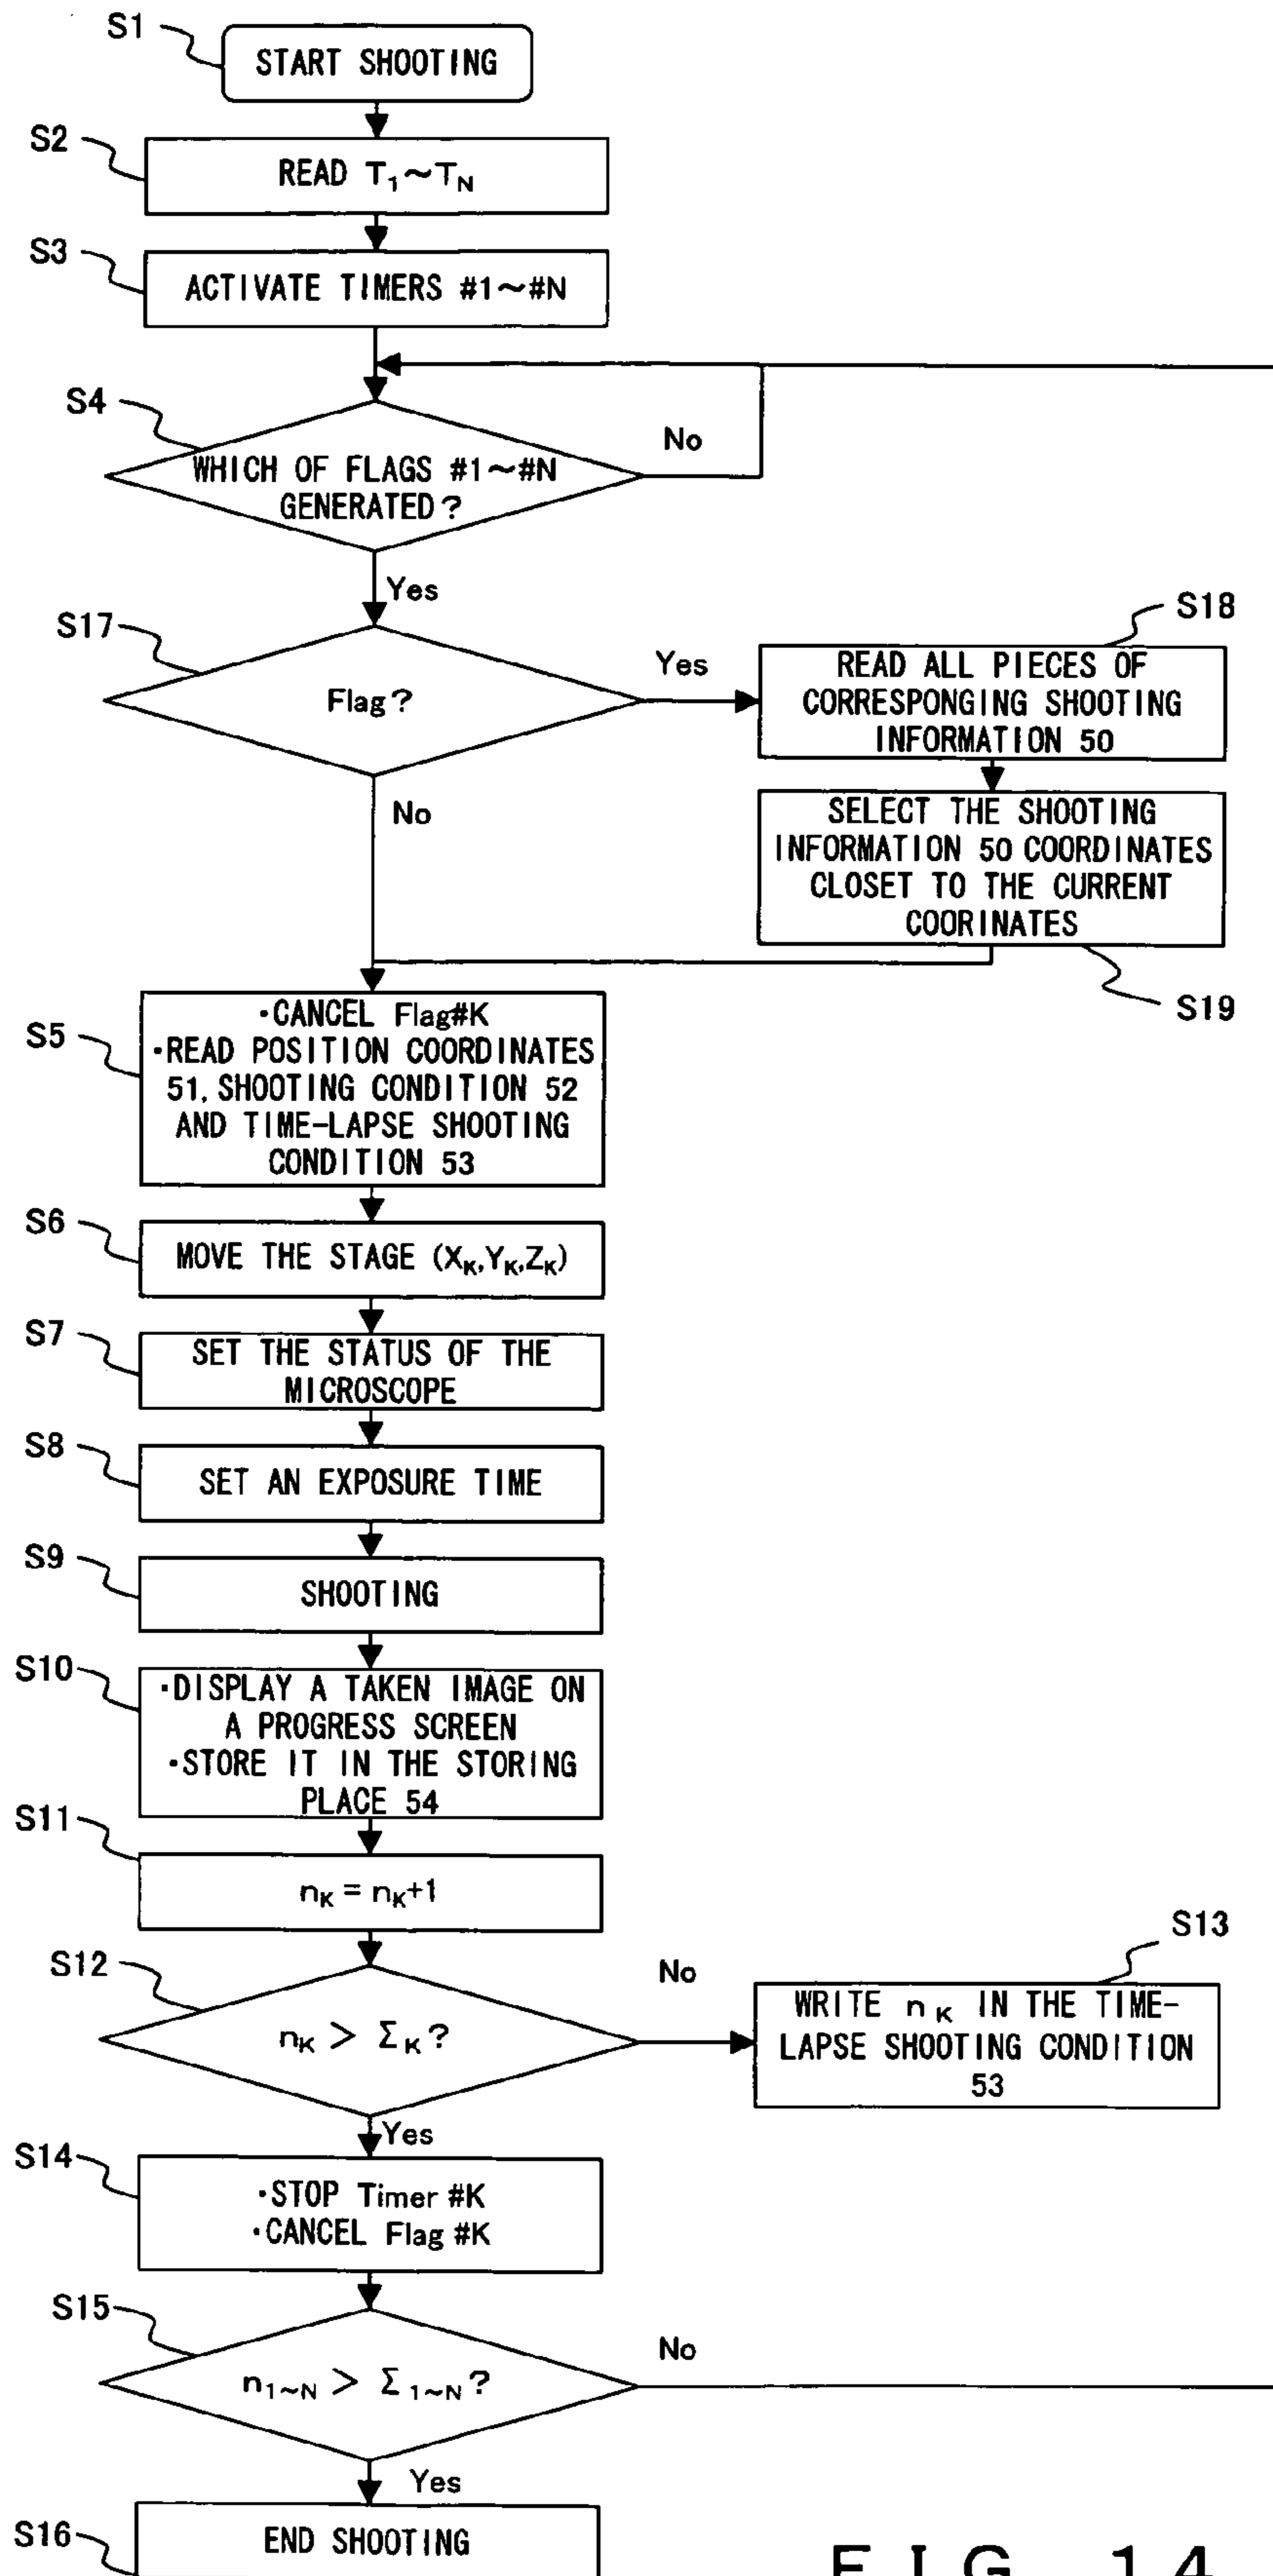 S1
START SHOOTING
S2
READ T1~TN
S3
ACTIVATE TIMERS #1~#N
S4
No
WHICH OF FLAGS #1~#N
GENERATED?
Yes
S17
Flag?
Yes
No
S18
READ ALL PIECES OF
CORRESPONGING SHOOTING
INFORMATION 50
SELECT THE SHOOTING
INFORMATION 50 COORDINATES
CLOSET TO THE CURRENT
COORINATES
S19
S5
·CANCEL Flag#K
·READ POSITION COORDINATES
51, SHOOTING CONDITION 52
AND TIME-LAPSE SHOOTING
CONDITION 53
S6
MOVE THE STAGE (XK,YK,ZK)
S7
SET THE STATUS OF THE
MICROSCOPE
S8
SET AN EXPOSURE TIME
S9
SHOOTING
S10
·DISPLAY A TAKEN IMAGE ON
A PROGRESS SCREEN
·STORE IT IN THE STORING
PLACE 54
S11
nK = nK+1
S12
nK > ΣK?
No
S13
WRITE nK IN THE TIME-
LAPSE SHOOTING CONDITION
53
Yes
S14
·STOP Timer #K
·CANCEL Flag #K
S15
n1~N > Σ1~N?
No
Yes
S16
END SHOOTING
FIG. 14